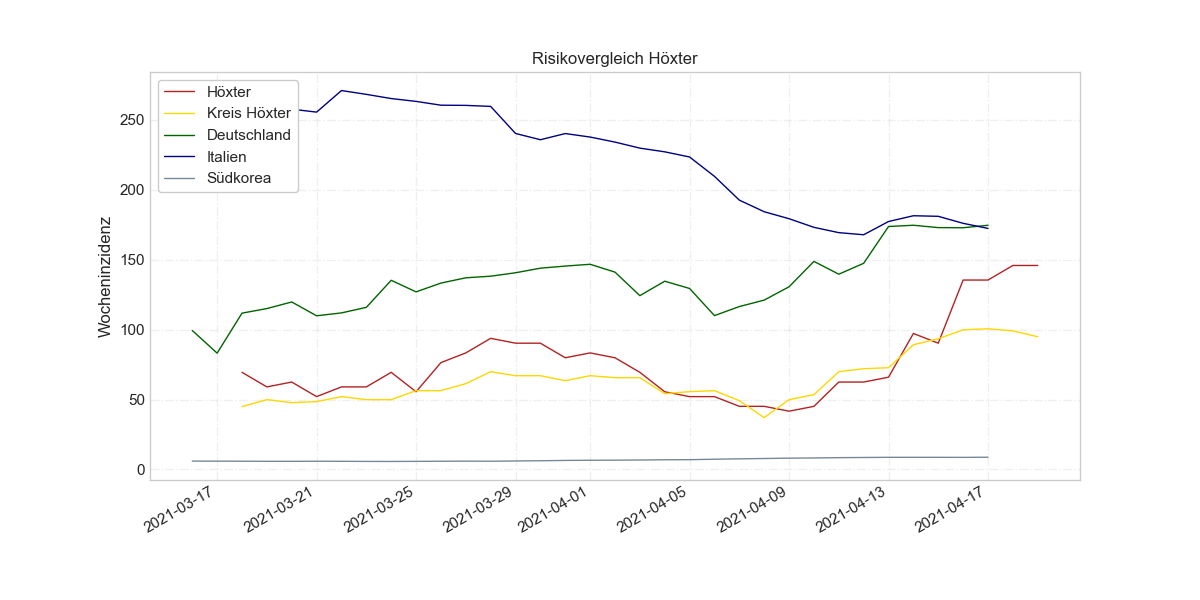 Risikovergleich Höxter
Höxter
Kreis Höxter
Deutschland
Italien
Südkorea
Wocheninzidenz
250
200
150
100
50
0
2021-03-17
2021-03-21
2021-03-25
2021-03-29
2021-04-01
2021-04-05
2021-04-09
2021-04-13
2021-04-17